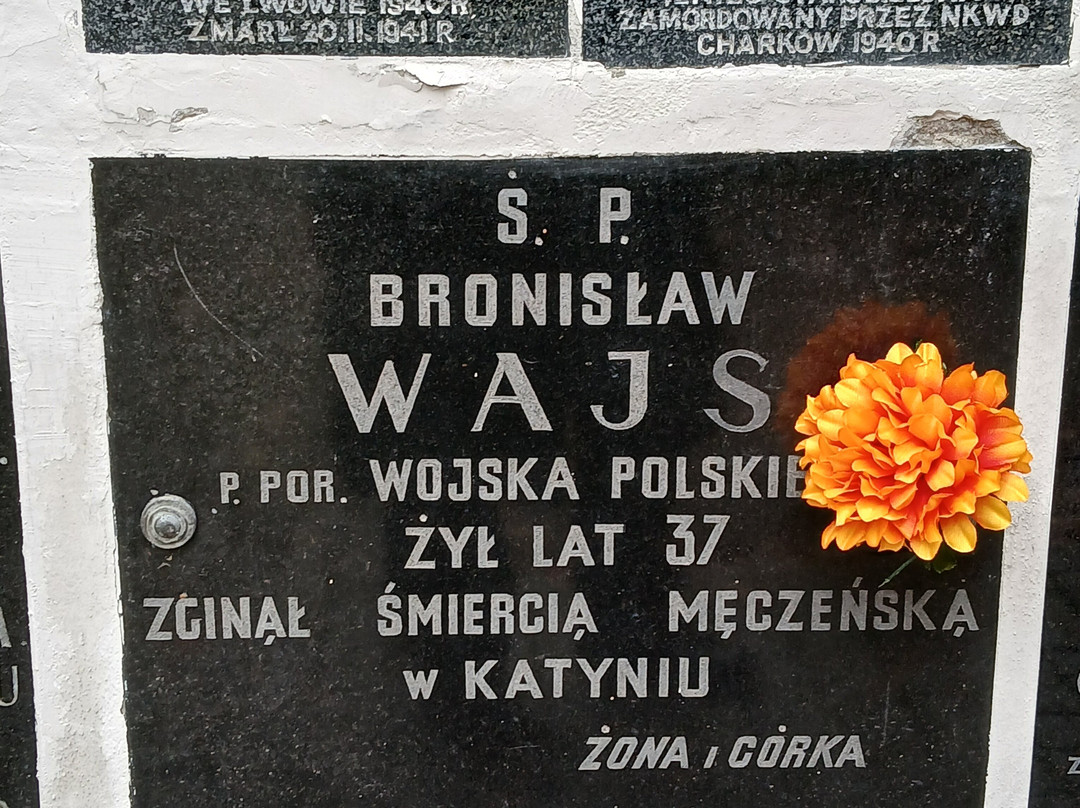 WE LWOWIE 1940 R,
ZMARŁ 20.II.1941 R
ZAMORDOWANY PRZEZ NKWD
CHARKÓW 1940 R
Ś. P.
BRONISŁAW
WAJS
P. POR. WOJSKA POLSKIE
ŻYŁ LAT 37
ZGINĄŁ ŚMIERCIĄ MĘCZEŃSKĄ
w KATYNIU
ŻONA i CÓRKA